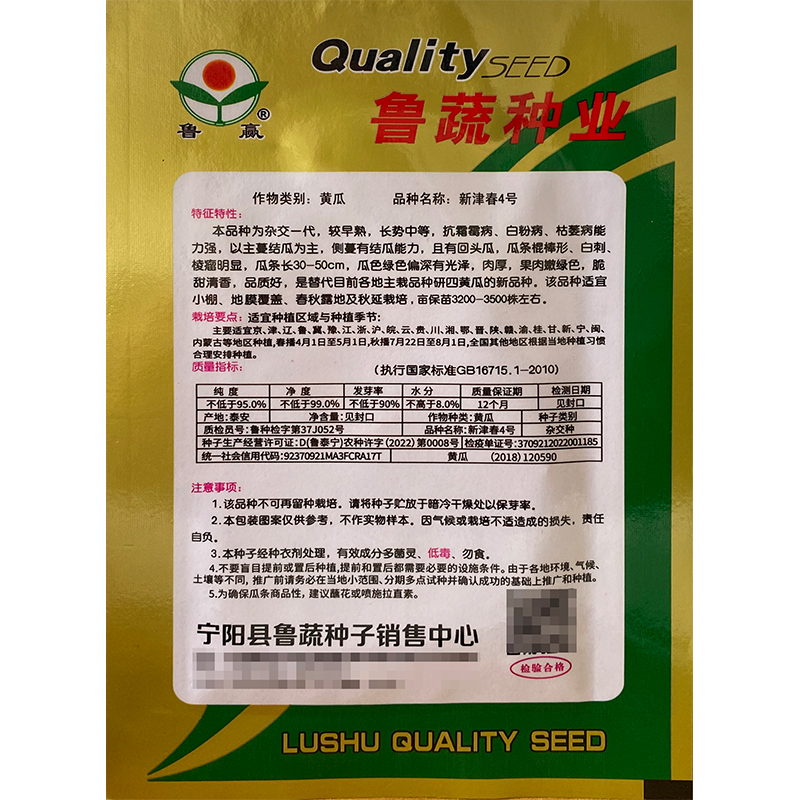 Quality SEED
鲁蔬种业
鲁 赢®
作物类别：黄瓜 品种名称：新津春4号
特征特性：
本品种为杂交一代，较早熟，长势中等，抗霜霉病、白粉病、枯萎病能
力强，以主蔓结瓜为主，侧蔓有结瓜能力，且有回头瓜，瓜条棍棒形、白刺、
棱瘤明显，瓜条长30-50cm，瓜色绿色偏深有光泽，肉厚，果肉嫩绿色，脆
甜清香，品质好，是替代目前各地主栽品种研四黄瓜的新品种。该品种适宜
小棚、地膜覆盖、春秋露地及秋延栽培，亩保苗3200-3500株左右。
栽培要点：适宜种植区域与种植季节：
主要适宜京、津、辽、鲁、冀、豫、江、浙、沪、皖、云、贵、川、湘、鄂、晋、陕、赣、渝、桂、甘、新、宁、闽、
内蒙古等地区种植，春播4月1日至5月1日，秋播7月22日至8月1日，全国其他地区根据当地种植习惯
合理安排种植。
质量指标： （执行国家标准GB16715.1-2010）
纯度 净度 发芽率 水分 质量保证期 检测日期
不低于95.0% 不低于99.0% 不低于90% 不高于8.0% 12个月 见封口
产地：泰安 净含量：见封口 作物种类：黄瓜 种子类别
质检员号：鲁种检字第37J052号 品种名称：新津春4号 杂交种
种子生产经营许可证：D(鲁泰宁)农种许字(2022)第0008号 检疫单证号：3709212022001185
统一社会信用代码：92370921MA3FCRA17T 黄瓜 (2018)120590
注意事项：
1.该品种不可再留种栽培。请将种子贮放于暗冷干燥处以保芽率。
2.本包装图案仅供参考，不作实物样本。因气候或栽培不适造成的损失，责任
自负。
3.本种子经种衣剂处理，有效成分多菌灵、低毒、勿食。
4.不要盲目提前或置后种植，提前和置后都需要必要的设施条件。由于各地环境、气候、
土壤等不同，推广前请务必在当地小范围、分期多点试种并确认成功的基础上推广和种植。
5.为确保瓜条商品性，建议蘸花或喷施拉直素。
宁阳县鲁蔬种子销售中心
检验合格
LUSHU QUALITY SEED